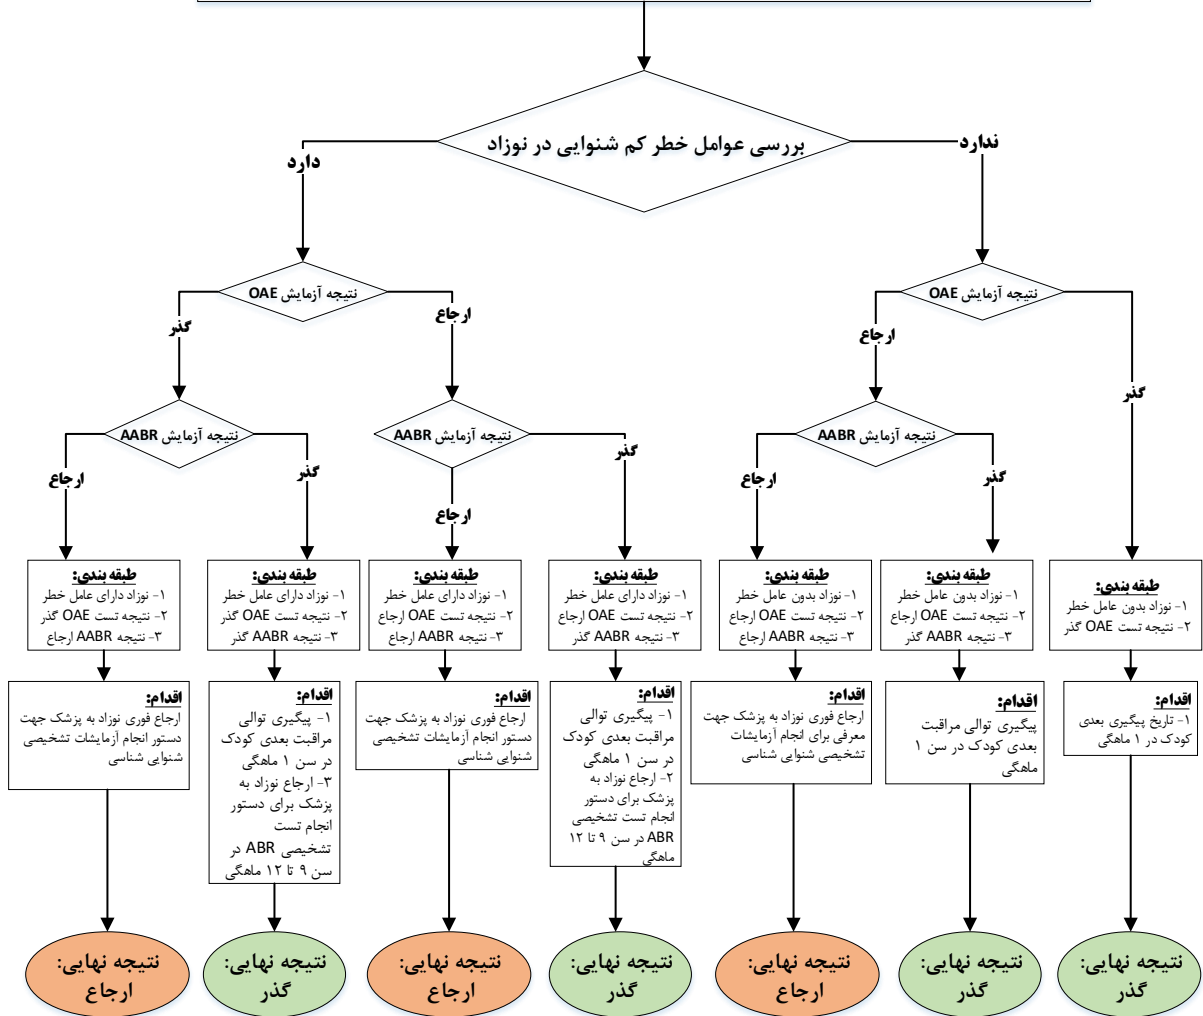 بررسی عوامل خطر کم شنوایی در نوزاد
ندارد
دارد
نتیجه آزمایش OAE
نتیجه آزمایش OAE
ارجاع
گذر
ارجاع
گذر
نتیجه آزمایش AABR
نتیجه آزمایش AABR
نتیجه آزمایش AABR
گذر
ارجاع
گذر
ارجاع
گذر
ارجاع
طبقه بندی:
۱- نوزاد بدون عامل خطر
۲- نتیجه تست OAE گذر
طبقه بندی:
۱- نوزاد بدون عامل خطر
۲- نتیجه تست OAE ارجاع
۳- نتیجه AABR گذر
طبقه بندی:
۱- نوزاد بدون عامل خطر
۲- نتیجه تست OAE ارجاع
۳- نتیجه AABR ارجاع
طبقه بندی:
۱- نوزاد دارای عامل خطر
۲- نتیجه تست OAE ارجاع
۳- نتیجه AABR گذر
طبقه بندی:
۱- نوزاد دارای عامل خطر
۲- نتیجه تست OAE ارجاع
۳- نتیجه AABR ارجاع
طبقه بندی:
۱- نوزاد دارای عامل خطر
۲- نتیجه تست OAE گذر
۳- نتیجه AABR گذر
طبقه بندی:
۱- نوزاد دارای عامل خطر
۲- نتیجه تست OAE گذر
۳- نتیجه AABR ارجاع
اقدام:
۱- تاریخ پیگیری بعدی
کودک در ۱ ماهگی
اقدام:
پیگیری توالی مراقبت
بعدی کودک در سن ۱
ماهگی
اقدام:
ارجاع فوری نوزاد به پزشک جهت
معرفی برای انجام آزمایشات
تشخیصی شنوایی شناسی
اقدام:
۱- پیگیری توالی
مراقبت بعدی کودک
در سن ۱ ماهگی
۲- ارجاع نوزاد به
پزشک برای دستور
انجام تست تشخیصی
ABR در سن ۹ تا ۱۲
ماهگی
اقدام:
ارجاع فوری نوزاد به پزشک جهت
دستور انجام آزمایشات تشخیصی
شنوایی شناسی
اقدام:
۱- پیگیری توالی
مراقبت بعدی کودک
در سن ۱ ماهگی
۳- ارجاع نوزاد به
پزشک برای دستور
انجام تست
تشخیصی ABR در
سن ۹ تا ۱۲ ماهگی
اقدام:
ارجاع فوری نوزاد به پزشک جهت
دستور انجام آزمایشات تشخیصی
شنوایی شناسی
نتیجه نهایی:
گذر
نتیجه نهایی:
گذر
نتیجه نهایی:
ارجاع
نتیجه نهایی:
گذر
نتیجه نهایی:
ارجاع
نتیجه نهایی:
گذر
نتیجه نهایی:
ارجاع